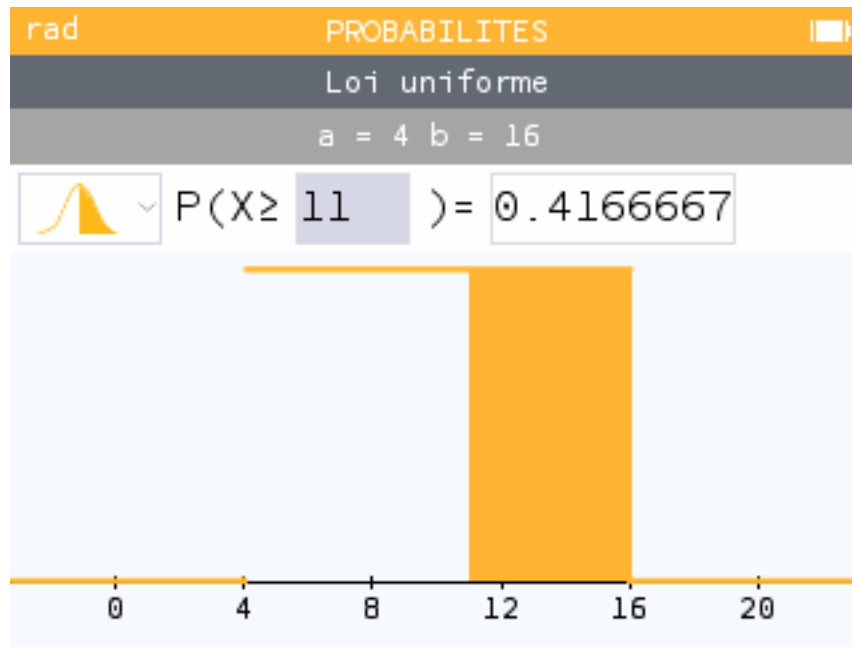 rad PROBABILITES
Loi uniforme
a = 4 b = 16
P(X≥ 11 )= 0.4166667
0 4 8 12 16 20